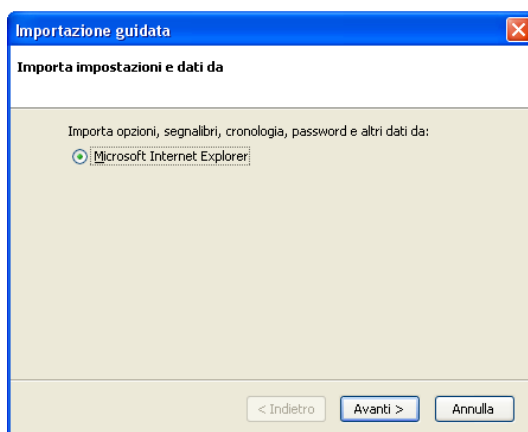 Importazione guidata
Importa impostazioni e dati da
Importa opzioni, segnalibri, cronologia, password e altri dati da:
Microsoft Internet Explorer
< Indietro Avanti > Annulla